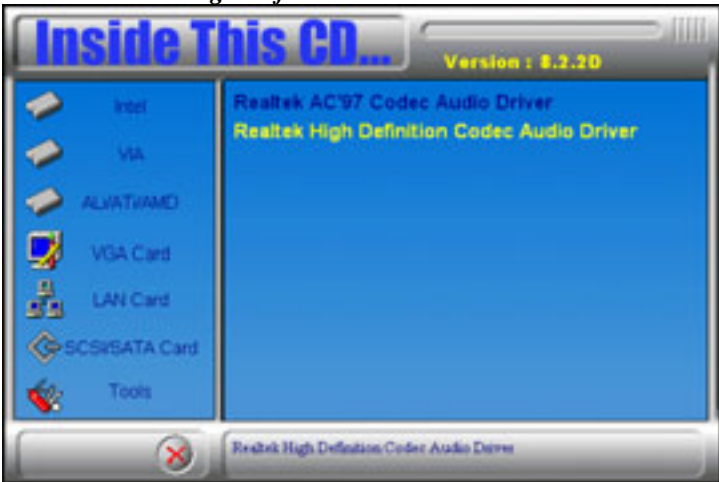 Inside This CD...
Version : 8.2.2D
Intel
VIA
ALi/ATi/AMD
VGA Card
LAN Card
SCSI/SATA Card
Tools
Realtek AC'97 Codec Audio Driver
Realtek High Definition Codec Audio Driver
Realtek High Definition Codec Audio Driver